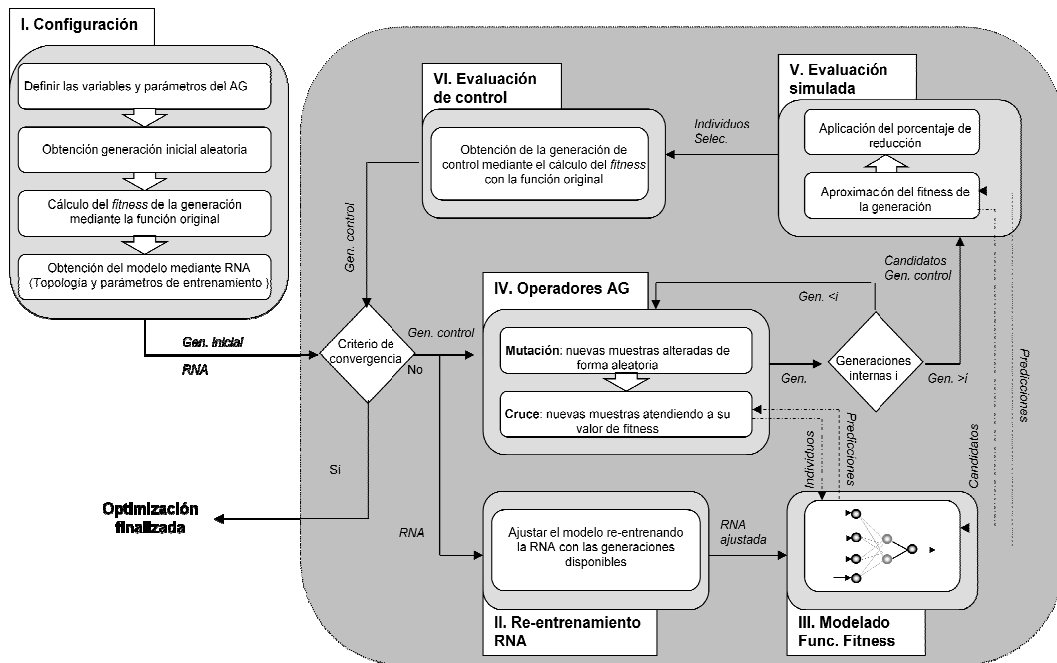 I. Configuración
Definir las variables y parámetros del AG
Obtención generación inicial aleatoria
Cálculo del fitness de la generación
mediante la función original
Obtención del modelo mediante RNA
(Topología y parámetros de entrenamiento )
Gen. inicial
RNA
VI. Evaluación
de control
Obtención de la generación de
control mediante el cálculo del fitness
con la función original
Individuos
Selec.
V. Evaluación
simulada
Aplicación del porcentaje de
reducción
Aproximación del fitness de
la generación
Gen. control
Candidatos
Gen. control
IV. Operadores AG
Gen. <i
Criterio de
convergencia
Gen. control
No
Mutación: nuevas muestras alteradas de
forma aleatoria
Cruce: nuevas muestras atendiendo a su
valor de fitness
Gen.
Generaciones
internas i
Gen. >i
Predicciones
Individuos
Predicciones
Candidatos
Si
Optimización
finalizada
RNA
Ajustar el modelo re-entrenando
la RNA con las generaciones
disponibles
RNA
ajustada
II. Re-entrenamiento
RNA
III. Modelado
Func. Fitness